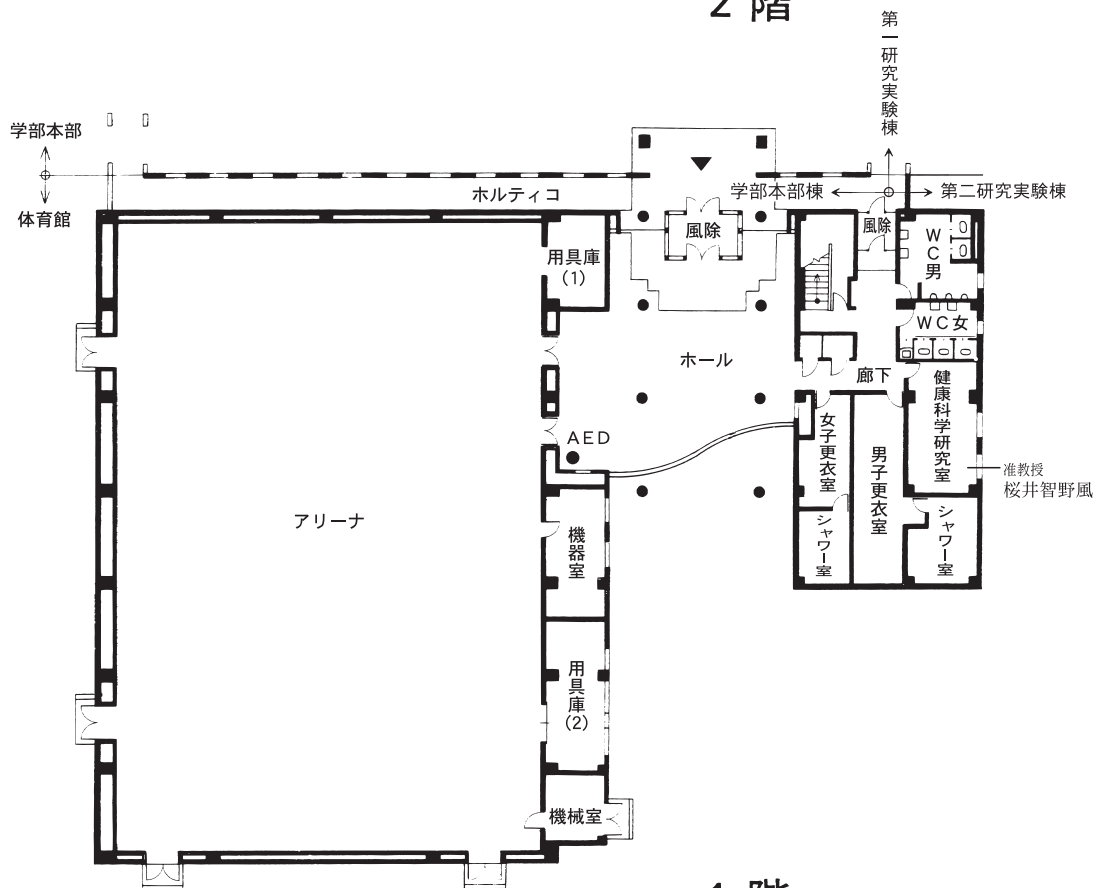 2 階
第一研究実験棟
学部本部
体育館
ホルティコ
学部本部棟
第二研究実験棟
風除
風除
WC男
用具庫
(1)
WC女
ホール
廊下
健康科学研究室
AED
女子更衣室
男子更衣室
准教授
桜井智野風
アリーナ
機器室
シャワー室
シャワー室
用具庫
(2)
機械室
1 階